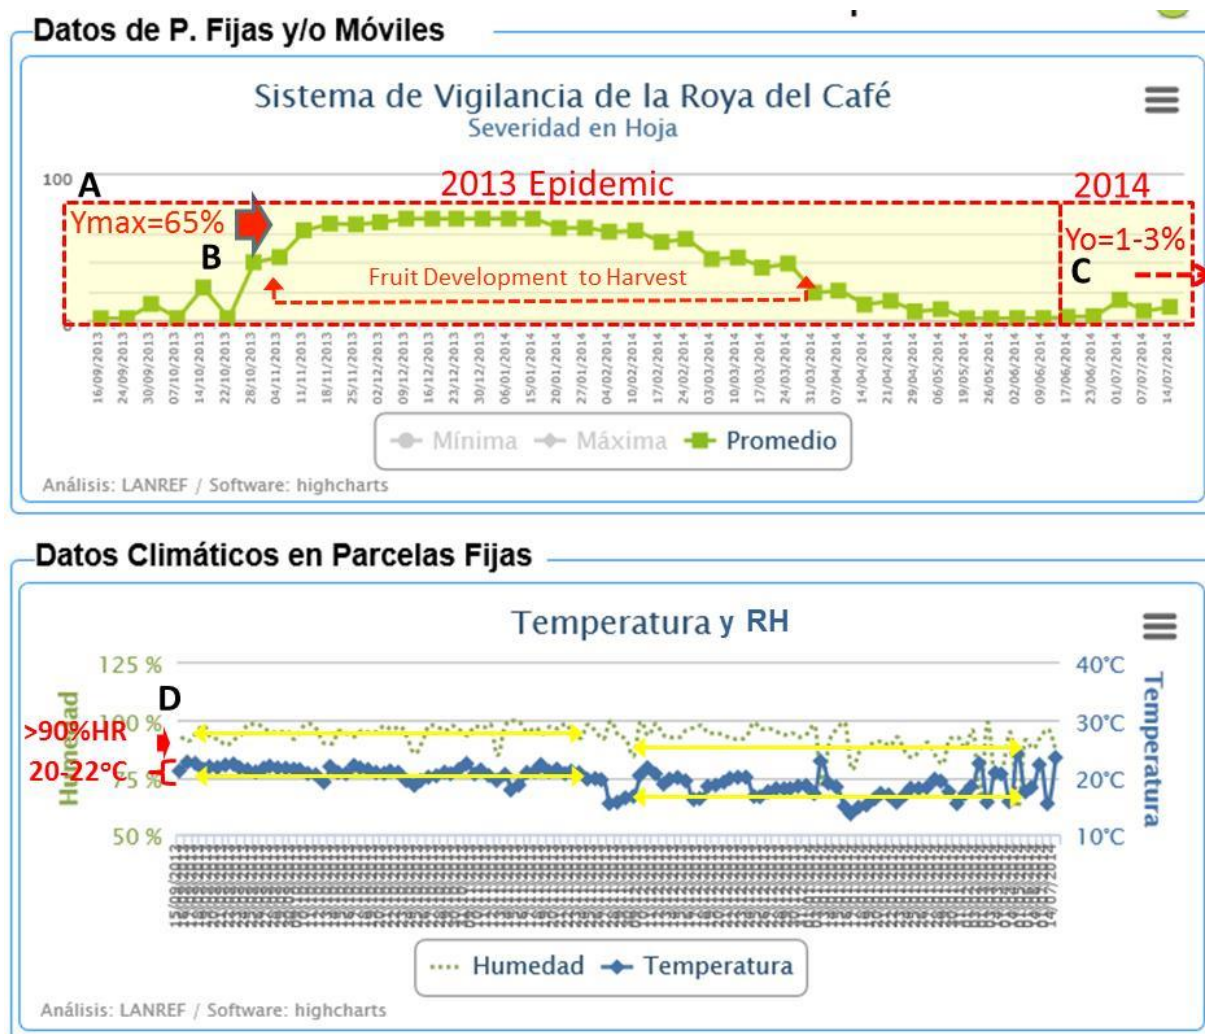 Datos de P. Fijas y/o Móviles
Sistema de Vigilancia de la Roya del Café
Severidad en Hoja
100
A
2013 Epidemic
2014
Ymax=65%
B
Yo=1-3%
C
Fruit Development to Harvest
0
16/09/2013
24/09/2013
30/09/2013
07/10/2013
14/10/2013
22/10/2013
28/10/2013
04/11/2013
11/11/2013
18/11/2013
25/11/2013
02/12/2013
09/12/2013
16/12/2013
23/12/2013
30/12/2013
06/01/2014
15/01/2014
20/01/2014
27/01/2014
04/02/2014
10/02/2014
17/02/2014
24/02/2014
03/03/2014
10/03/2014
17/03/2014
24/03/2014
31/03/2014
07/04/2014
14/04/2014
21/04/2014
29/04/2014
06/05/2014
19/05/2014
26/05/2014
02/06/2014
09/06/2014
17/06/2014
23/06/2014
01/07/2014
07/07/2014
14/07/2014
Mínima
Máxima
Promedio
Análisis: LANREF / Software: highcharts
Datos Climáticos en Parcelas Fijas
Temperatura y RH
125 %
100 %
75 %
50 %
Humedad
D
>90%HR
20-22°C
40°C
30°C
20°C
10°C
Temperatura
15/09/2013
14/07/2014
Humedad
Temperatura
Análisis: LANREF / Software: highcharts